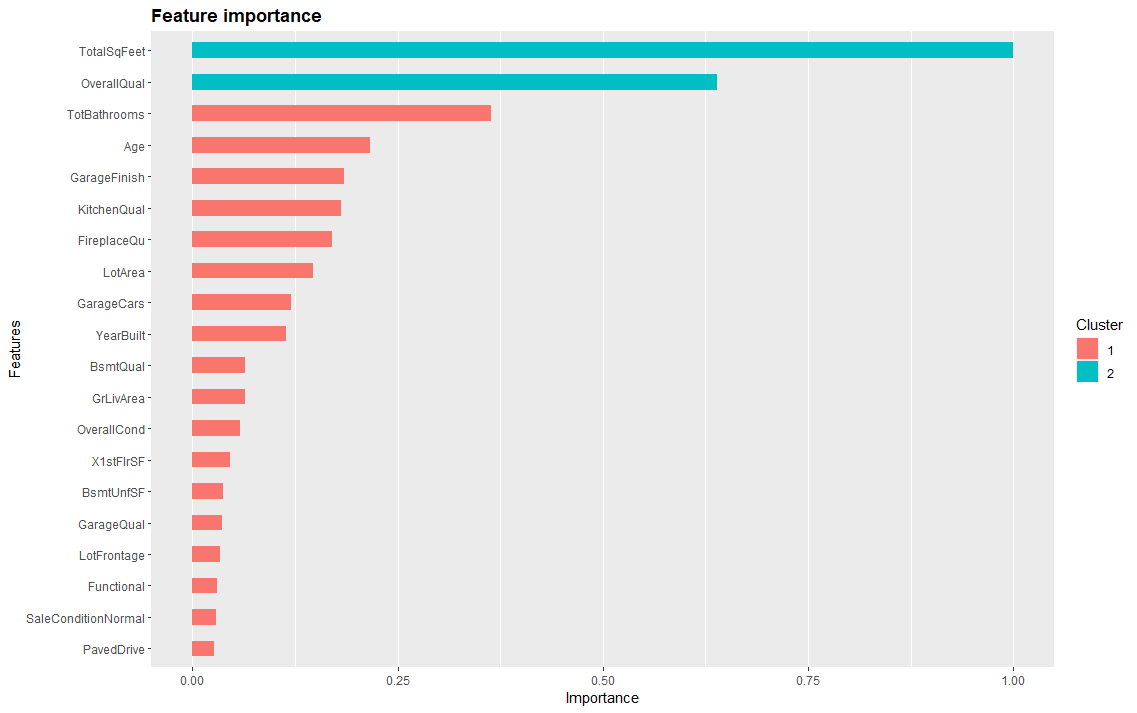 Feature importance
TotalSqFeet
OverallQual
TotBathrooms
Age
GarageFinish
KitchenQual
FireplaceQu
LotArea
GarageCars
YearBuilt
BsmtQual
GrLivArea
OverallCond
X1stFlrSF
BsmtUnfSF
GarageQual
LotFrontage
Functional
SaleConditionNormal
PavedDrive
Features
0.00 0.25 0.50 0.75 1.00
Importance
Cluster
1
2